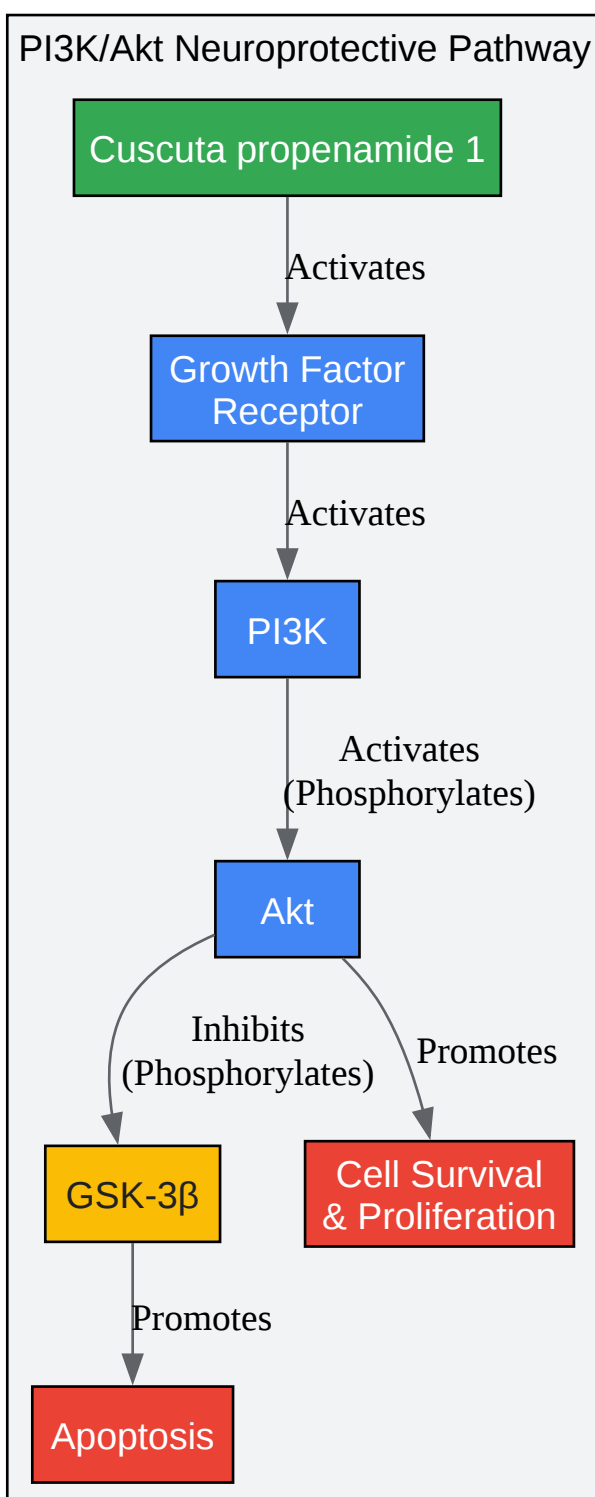 PI3K/Akt Neuroprotective Pathway
Cuscuta propenamide 1
Activates
Growth Factor
Receptor
Activates
PI3K
Activates
(Phosphorylates)
Akt
Inhibits
(Phosphorylates)
Promotes
GSK-3β
Cell Survival
& Proliferation
Promotes
Apoptosis